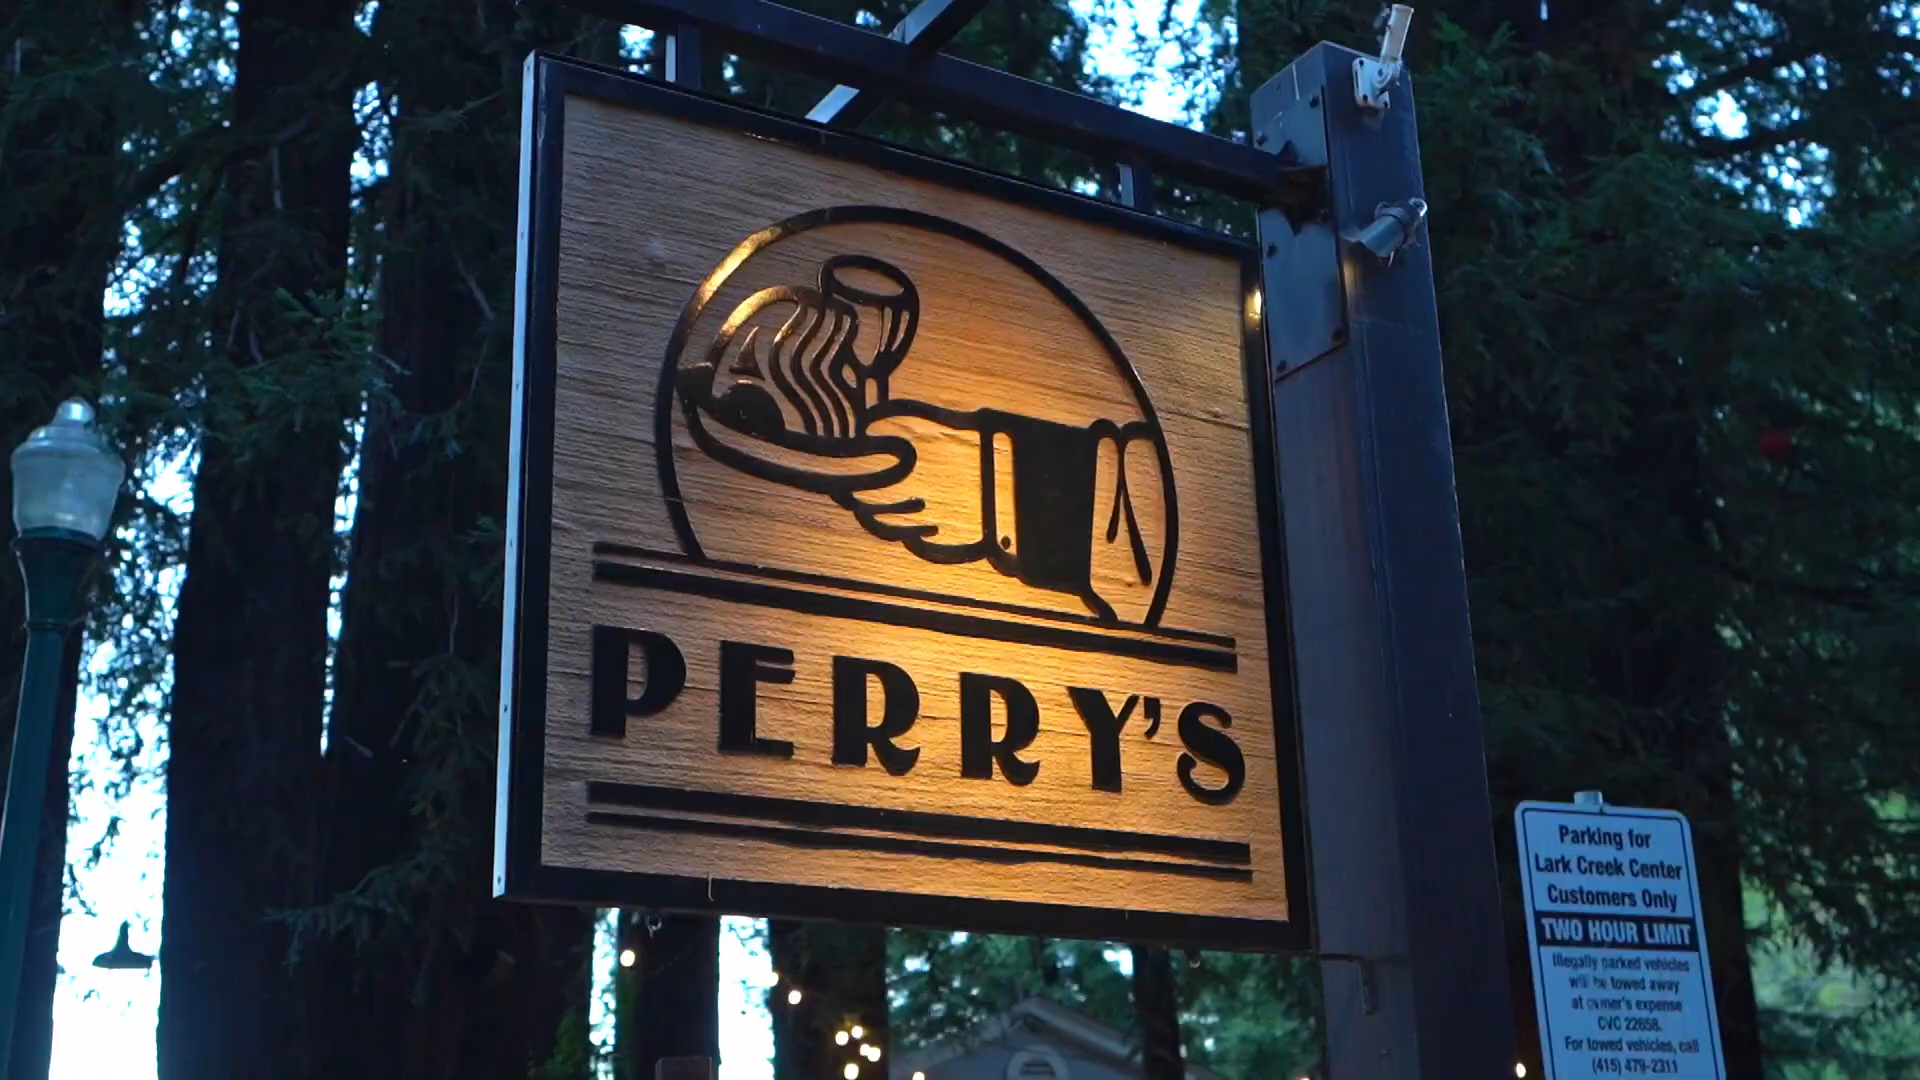 PERRY'S
Parking for
Lark Creek Center
Customers Only
TWO HOUR LIMIT
Illegally parked vehicles
will be towed away
at owner's expense
CVC 22658.
For towed vehicles, call
(415) 479-2311